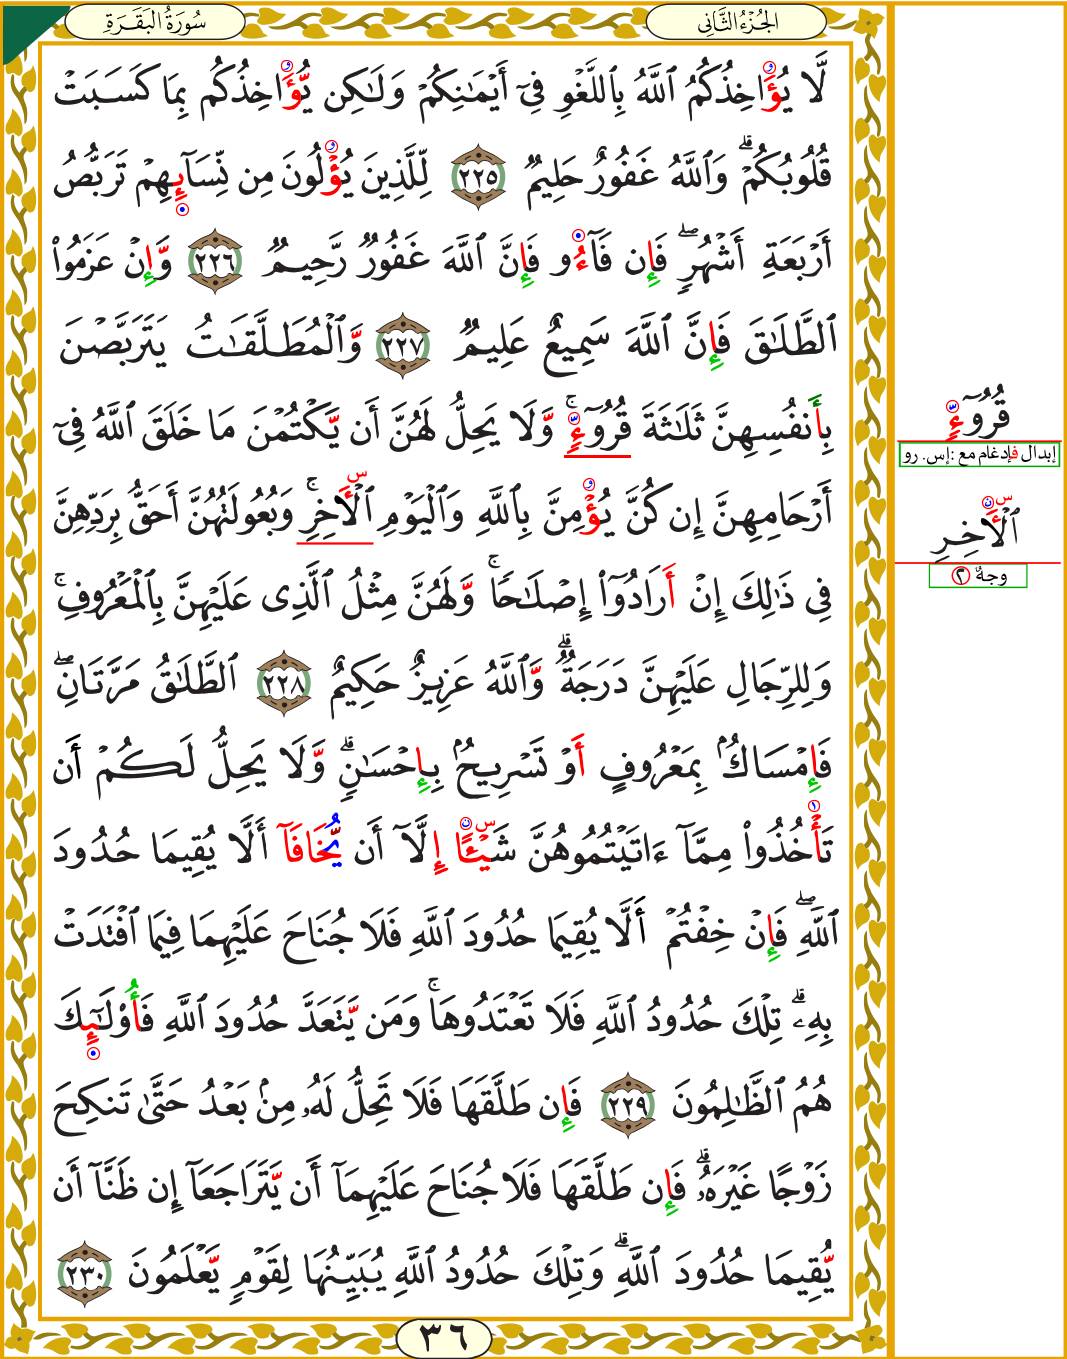 الجُزْءُ الثَّانِي
سُورَةُ البَقَرَةِ
لَّا يُؤَاخِذُكُمُ ٱللَّهُ بِٱللَّغْوِ فِىٓ أَيْمَٰنِكُمْ وَلَٰكِن يُّؤَاخِذُكُم بِمَا كَسَبَتْ
قُلُوبُكُمْ ۗ وَٱللَّهُ غَفُورٌ حَلِيمٌ ٢٢٥ لِّلَّذِينَ يُؤْلُونَ مِن نِّسَآئِهِمْ تَرَبُّصُ
أَرْبَعَةِ أَشْهُرٍ ۖ فَإِن فَآءُو فَإِنَّ ٱللَّهَ غَفُورٌ رَّحِيمٌ ٢٢٦ وَّإِنْ عَزَمُوا۟
ٱلطَّلَٰقَ فَإِنَّ ٱللَّهَ سَمِيعٌ عَلِيمٌ ٢٢٧ وَّٱلْمُطَلَّقَٰتُ يَتَرَبَّصْنَ
بِأَنفُسِهِنَّ ثَلَٰثَةَ قُرُوٓءٍ ۚ وَّلَا يَحِلُّ لَهُنَّ أَن يَّكْتُمْنَ مَا خَلَقَ ٱللَّهُ فِىٓ
أَرْحَامِهِنَّ إِن كُنَّ يُؤْمِنَّ بِٱللَّهِ وَٱلْيَوْمِ ٱلْأَخِرِ ۚ وَبُعُولَتُهُنَّ أَحَقُّ بِرَدِّهِنَّ
فِى ذَٰلِكَ إِنْ أَرَادُوٓا۟ إِصْلَٰحًا ۚ وَّلَهُنَّ مِثْلُ ٱلَّذِى عَلَيْهِنَّ بِٱلْمَعْرُوفِ ۚ
وَلِلرِّجَالِ عَلَيْهِنَّ دَرَجَةٌ ۗ وَّٱللَّهُ عَزِيزٌ حَكِيمٌ ٢٢٨ ٱلطَّلَٰقُ مَرَّتَانِ ۖ
فَإِمْسَاكٌۢ بِمَعْرُوفٍ أَوْ تَسْرِيحٌۢ بِإِحْسَٰنٍ ۗ وَّلَا يَحِلُّ لَكُمْ أَن
تَأْخُذُوا۟ مِمَّآ ءَاتَيْتُمُوهُنَّ شَيْـًٔا إِلَّآ أَن يُّخَافَآ أَلَّا يُقِيمَا حُدُودَ
ٱللَّهِ ۖ فَإِنْ خِفْتُمْ أَلَّا يُقِيمَا حُدُودَ ٱللَّهِ فَلَا جُنَاحَ عَلَيْهِمَا فِيمَا ٱفْتَدَتْ
بِهِۦ ۗ تِلْكَ حُدُودُ ٱللَّهِ فَلَا تَعْتَدُوهَا ۚ وَمَن يَّتَعَدَّ حُدُودَ ٱللَّهِ فَأُو۟لَٰٓئِكَ
هُمُ ٱلظَّٰلِمُونَ ٢٢٩ فَإِن طَلَّقَهَا فَلَا تَحِلُّ لَهُۥ مِنۢ بَعْدُ حَتَّىٰ تَنكِحَ
زَوْجًا غَيْرَهُۥ ۗ فَإِن طَلَّقَهَا فَلَا جُنَاحَ عَلَيْهِمَآ أَن يَّتَرَاجَعَآ إِن ظَنَّآ أَن
يُّقِيمَا حُدُودَ ٱللَّهِ ۗ وَتِلْكَ حُدُودُ ٱللَّهِ يُبَيِّنُهَا لِقَوْمٍ يَّعْلَمُونَ ٢٣٠
٣٦
قُرُوٓءٍ
إبدال فإدغام مع :إس. رو
ٱلْأَخِرِ
وجهٌ ٢